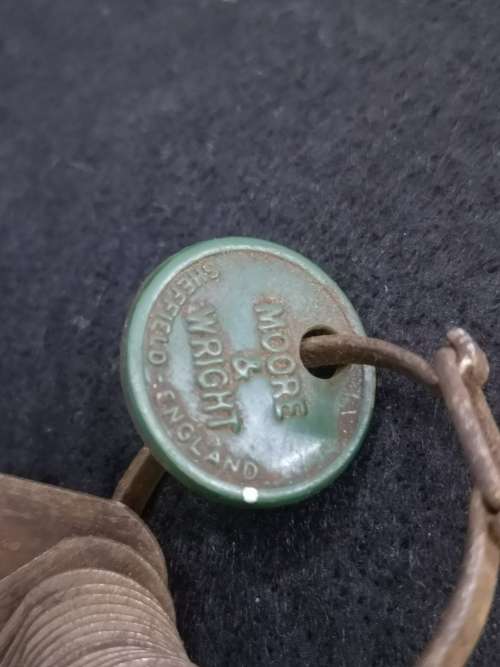 MOORE
&
WRIGHT
SHEFFIELD : ENGLAND